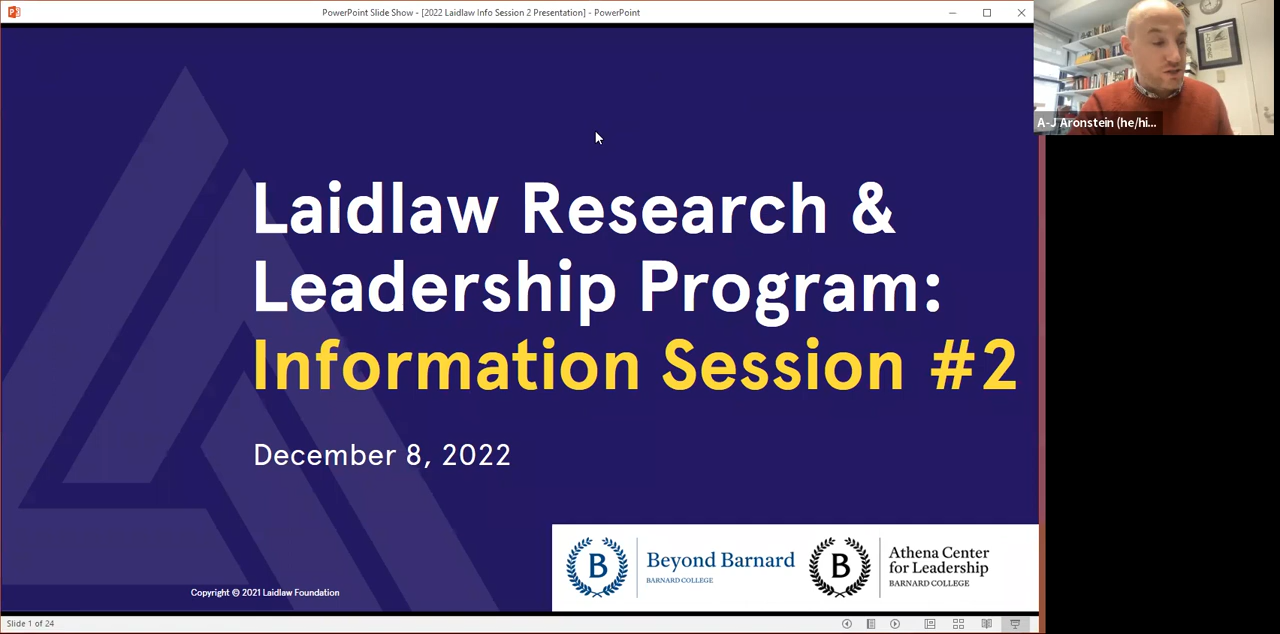 PowerPoint Slide Show - [2022 Laidlaw Info Session 2 Presentation] - PowerPoint
A-J Aronstein (he/hi...
Laidlaw Research &
Leadership Program:
Information Session #2
December 8, 2022
B
Beyond Barnard
BARNARD COLLEGE
B
Athena Center
for Leadership
BARNARD COLLEGE
Copyright © 2021 Laidlaw Foundation
Slide 1 of 24